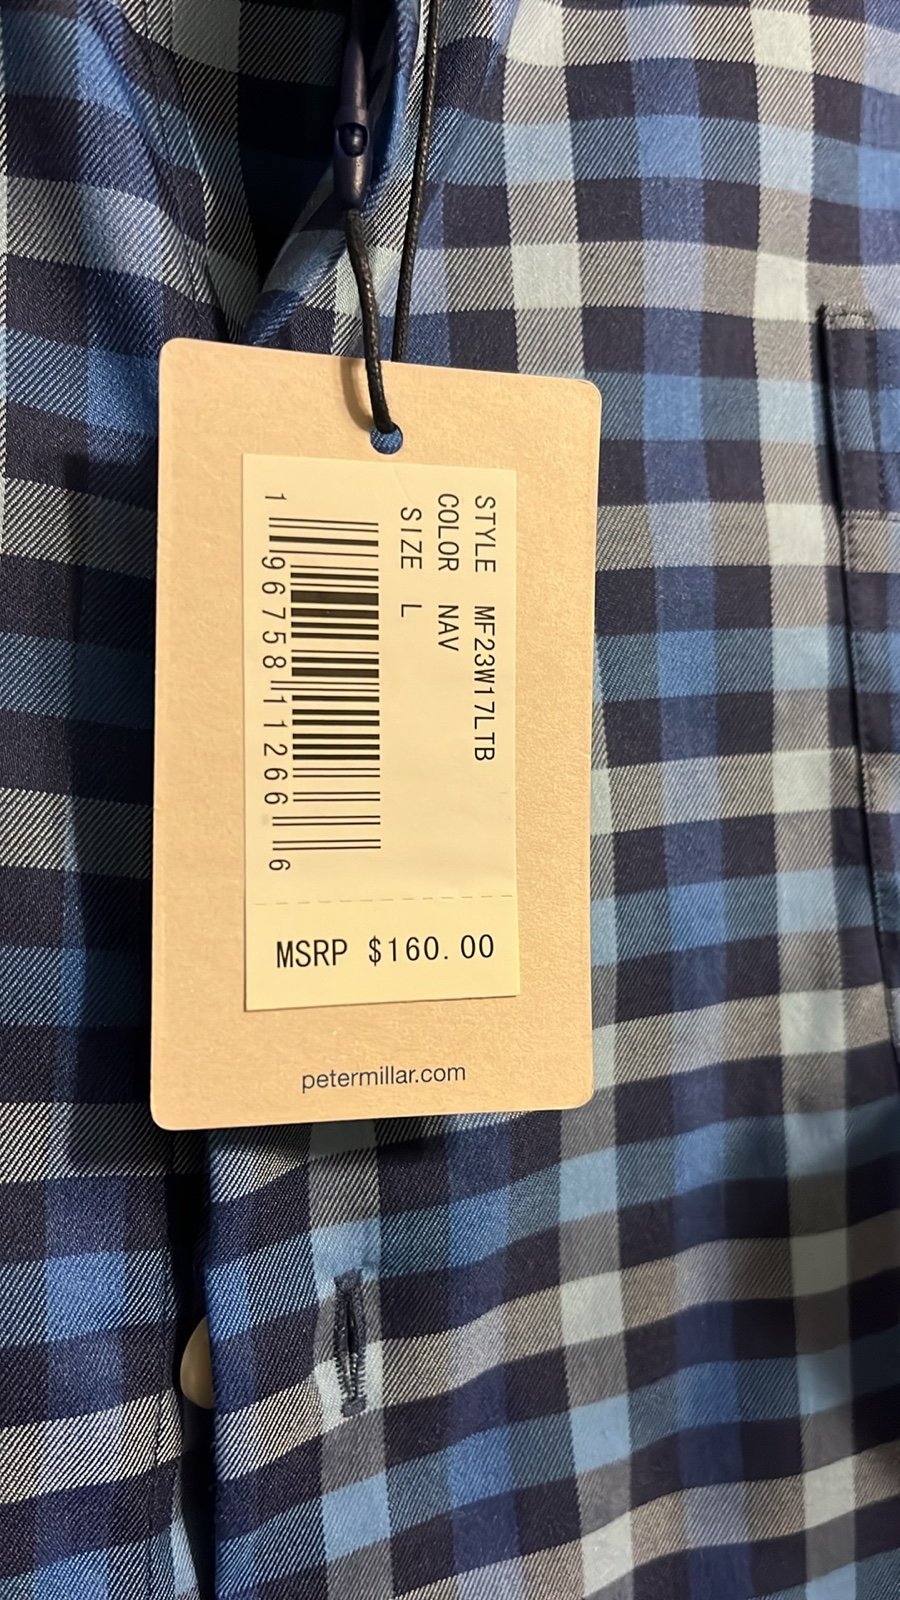 STYLE MF23W17LTB
COLOR NAV
SIZE L
1 96758 11266 6
MSRP $160.00
petermillar.com